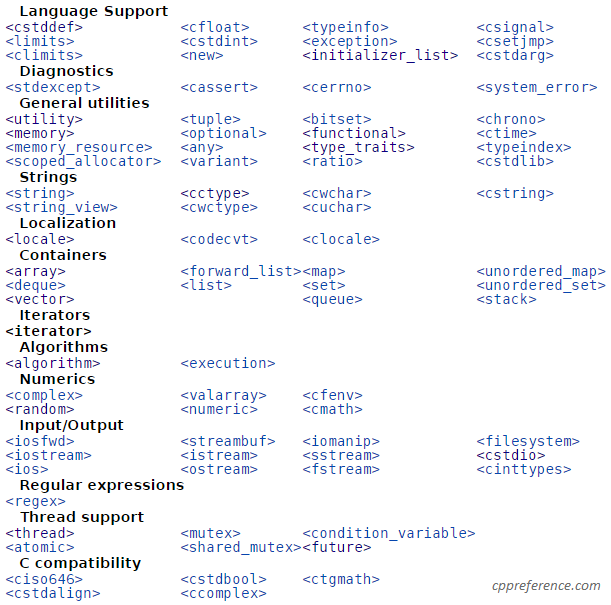 Language Support
<cstddef> <cfloat> <typeinfo> <csignal>
<limits> <cstdint> <exception> <csetjmp>
<climits> <new> <initializer_list> <cstdarg>
Diagnostics
<stdexcept> <cassert> <cerrno> <system_error>
General utilities
<utility> <tuple> <bitset> <chrono>
<memory> <optional> <functional> <ctime>
<memory_resource> <any> <type_traits> <typeindex>
<scoped_allocator> <variant> <ratio> <cstdlib>
Strings
<string> <cctype> <cwchar> <cstring>
<string_view> <cwctype> <cuchar>
Localization
<locale> <codecvt> <clocale>
Containers
<array> <forward_list> <map> <unordered_map>
<deque> <list> <set> <unordered_set>
<vector> <queue> <stack>
Iterators
<iterator>
Algorithms
<algorithm> <execution>
Numerics
<complex> <valarray> <cfenv>
<random> <numeric> <cmath>
Input/Output
<iosfwd> <streambuf> <iomanip> <filesystem>
<iostream> <istream> <sstream> <cstdio>
<ios> <ostream> <fstream> <cinttypes>
Regular expressions
<regex>
Thread support
<thread> <mutex> <condition_variable>
<atomic> <shared_mutex> <future>
C compatibility
<ciso646> <cstdbool> <ctgmath>
<cstdalign> <ccomplex>
cppreference.com